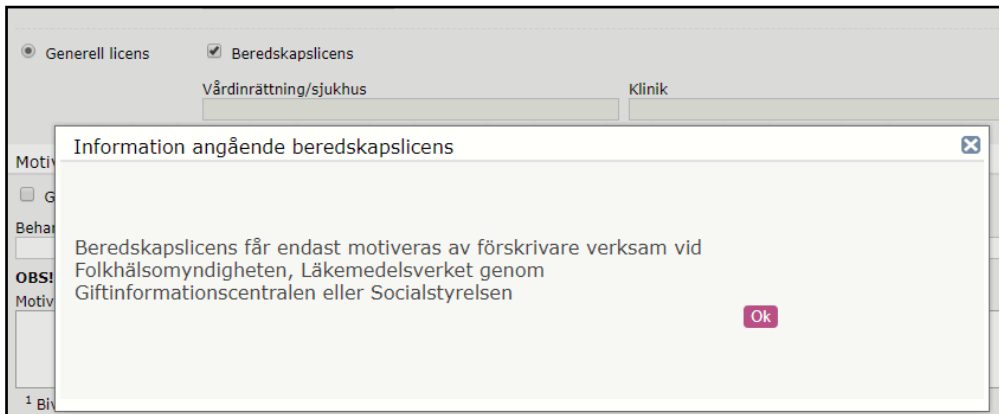 Generell licens Beredskapslicens
Vårdinrättning/sjukhus Klinik
Information angående beredskapslicens
Beredskapslicens får endast motiveras av förskrivare verksam vid
Folkhälsomyndigheten, Läkemedelsverket genom
Giftinformationscentralen eller Socialstyrelsen
Ok
OBS!
1